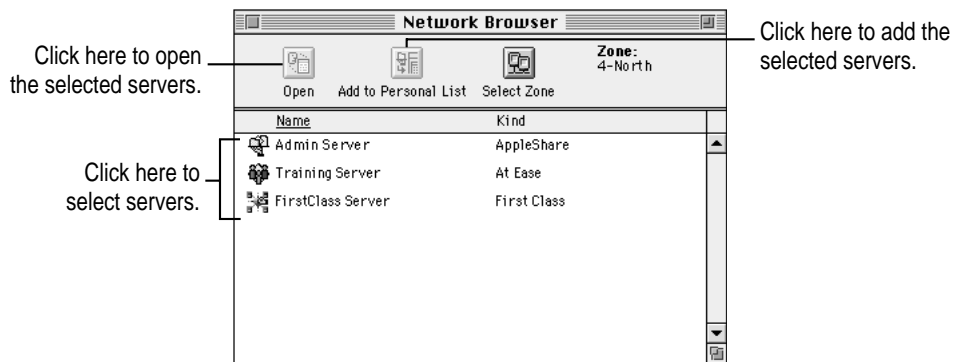 Network Browser
Click here to open
the selected servers.
Click here to add the
selected servers.
Zone:
4-North
Open Add to Personal List Select Zone
Name Kind
Admin Server AppleShare
Training Server At Ease
FirstClass Server First Class
Click here to
select servers.